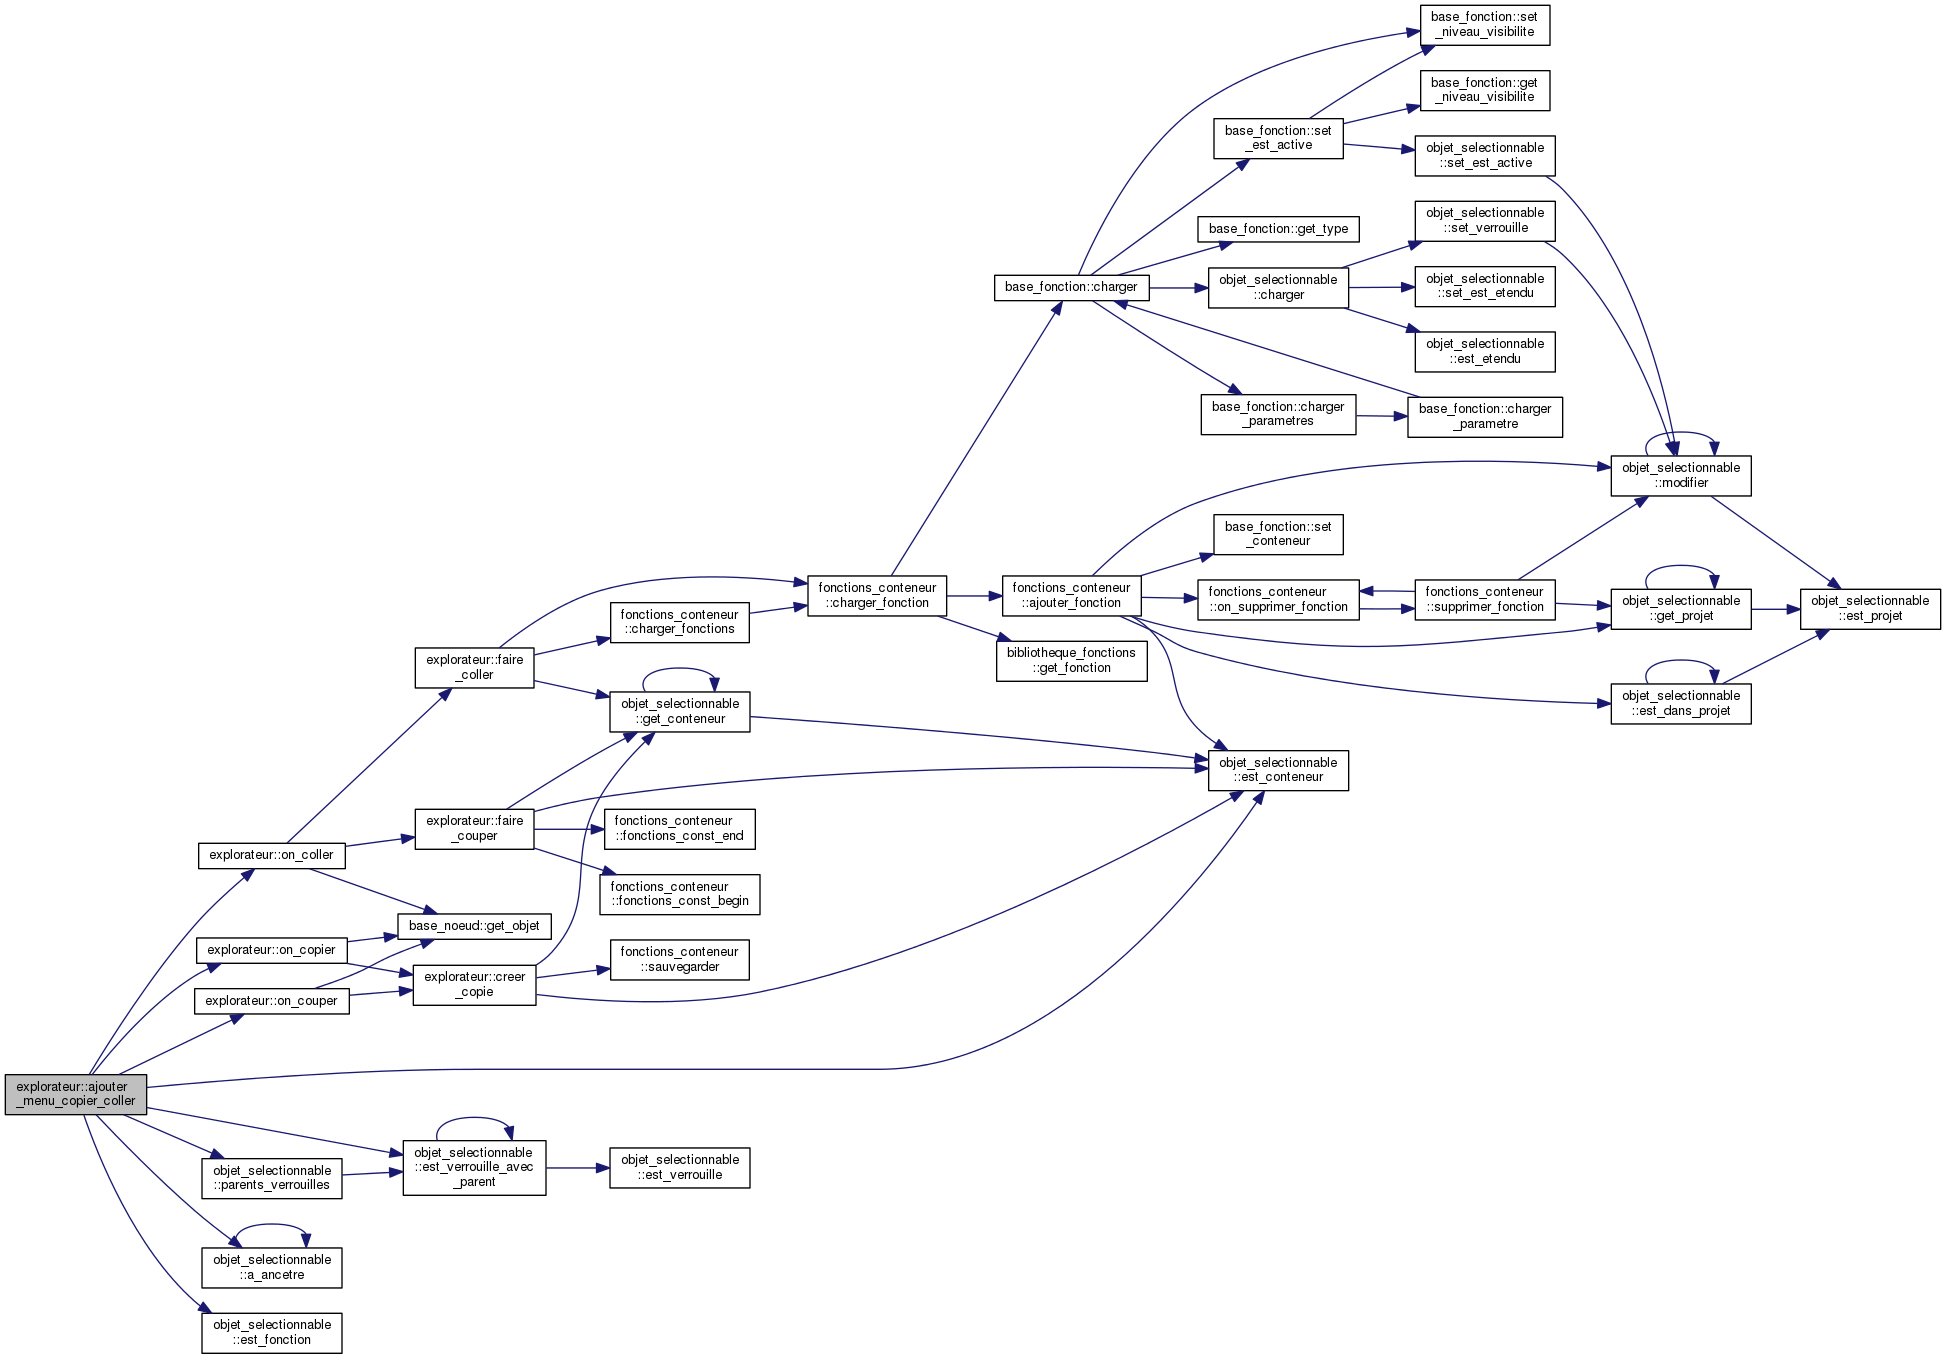 base_fonction::set
_niveau_visibilite
base_fonction::get
_niveau_visibilite
base_fonction::set
_est_active
objet_selectionnable
::set_est_active
objet_selectionnable
::set_verrouille
base_fonction::get_type
objet_selectionnable
::charger
base_fonction::charger
objet_selectionnable
::set_est_etendu
objet_selectionnable
::est_etendu
base_fonction::charger
_parametres
base_fonction::charger
_parametre
objet_selectionnable
::modifier
base_fonction::set
_conteneur
fonctions_conteneur
::charger_fonction
fonctions_conteneur
::ajouter_fonction
fonctions_conteneur
::on_supprimer_fonction
fonctions_conteneur
::supprimer_fonction
objet_selectionnable
::get_projet
objet_selectionnable
::est_projet
fonctions_conteneur
::charger_fonctions
bibliotheque_fonctions
::get_fonction
explorateur::faire
_coller
objet_selectionnable
::get_conteneur
objet_selectionnable
::est_dans_projet
objet_selectionnable
::est_conteneur
explorateur::faire
_couper
fonctions_conteneur
::fonctions_const_end
explorateur::on_coller
fonctions_conteneur
::fonctions_const_begin
base_noeud::get_objet
explorateur::on_copier
fonctions_conteneur
::sauvegarder
explorateur::creer
_copie
explorateur::on_couper
explorateur::ajouter
_menu_copier_coller
objet_selectionnable
::est_verrouille_avec
_parent
objet_selectionnable
::est_verrouille
objet_selectionnable
::parents_verrouilles
objet_selectionnable
::a_ancetre
objet_selectionnable
::est_fonction